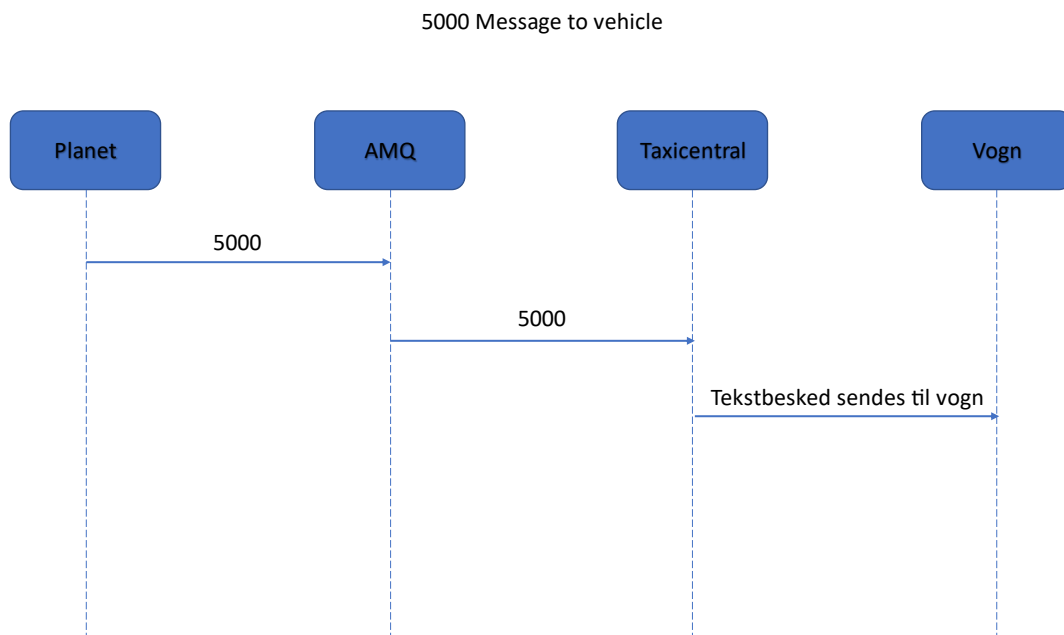 5000 Message to vehicle
Planet
AMQ
Taxicentral
Vogn
5000
5000
Tekstbesked sendes til vogn